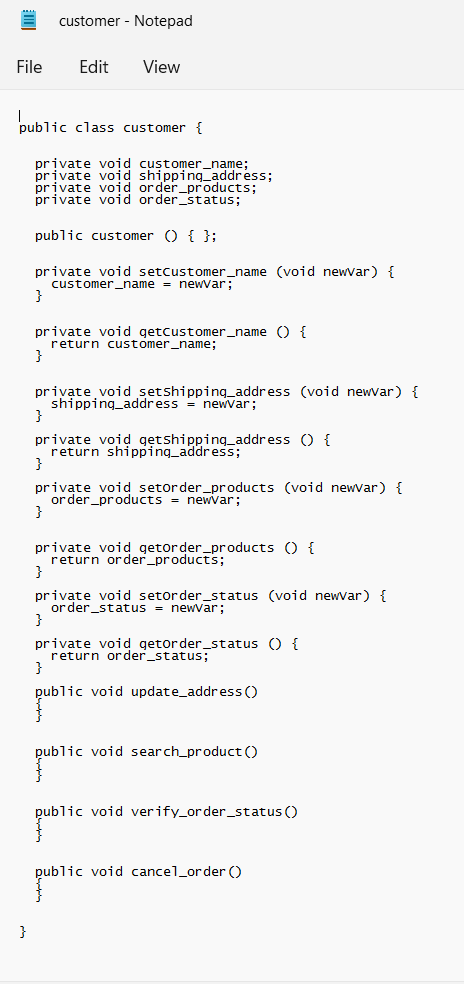 customer - Notepad
File Edit View
public class customer {
private void customer_name;
private void shipping_address;
private void order_products;
private void order_status;
public customer () { };
private void setCustomer_name (void newVar) {
customer_name = newVar;
}
private void getCustomer_name () {
return customer_name;
}
private void setShipping_address (void newVar) {
shipping_address = newVar;
}
private void getShipping_address () {
return shipping_address;
}
private void setOrder_products (void newVar) {
order_products = newVar;
}
private void getOrder_products () {
return order_products;
}
private void setOrder_status (void newVar) {
order_status = newVar;
}
private void getOrder_status () {
return order_status;
}
public void update_address()
{
}
public void search_product()
{
}
public void verify_order_status()
{
}
public void cancel_order()
{
}
}